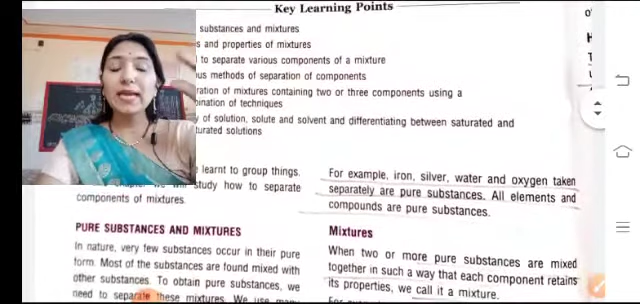 Key Learning Points
substances and mixtures
s and properties of mixtures
to separate various components of a mixture
us methods of separation of components
ration of mixtures containing two or three components using a
bination of techniques
y of solution, solute and solvent and differentiating between saturated and
turated solutions
e learnt to group things.
study how to separate
components of mixtures.
PURE SUBSTANCES AND MIXTURES
In nature, very few substances occur in their pure
form. Most of the substances are found mixed with
other substances. To obtain pure substances, we
need to separate these mixtures. We use many
For example, iron, silver, water and oxygen taken
separately are pure substances. All elements and
compounds are pure substances.
Mixtures
When two or more pure substances are mixed
together in such a way that each component retains
its properties, we call it a mixture.